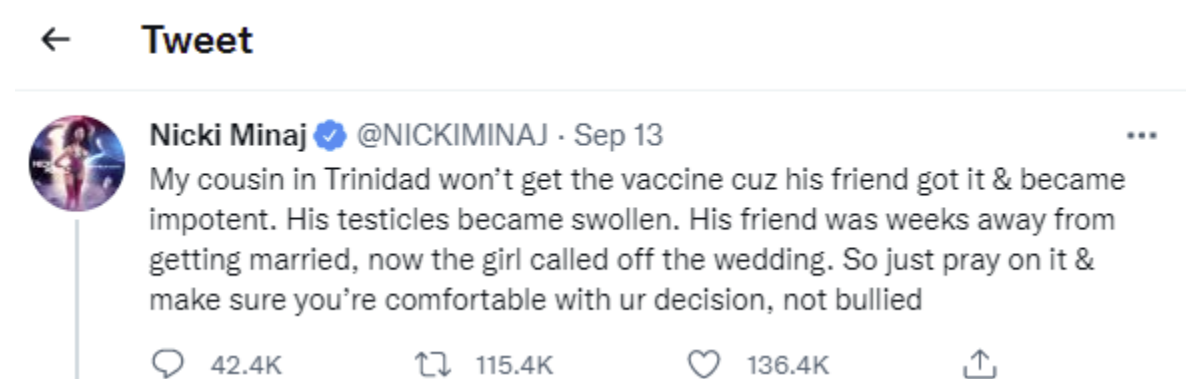 Tweet
Nicki Minaj @NICKIMINAJ · Sep 13
My cousin in Trinidad won’t get the vaccine cuz his friend got it & became
impotent. His testicles became swollen. His friend was weeks away from
getting married, now the girl called off the wedding. So just pray on it &
make sure you’re comfortable with ur decision, not bullied
42.4K 115.4K 136.4K